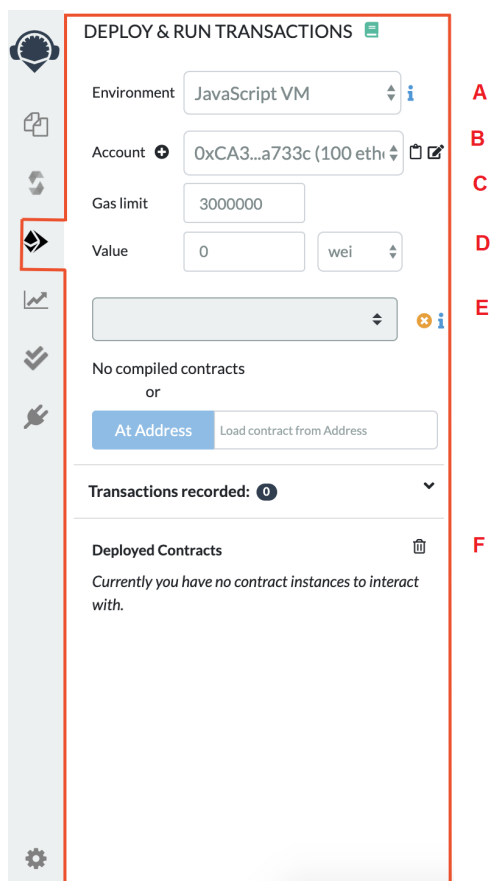 DEPLOY & RUN TRANSACTIONS
Environment JavaScript VM A
Account 0xCA3...a733c (100 eth B
Gas limit 3000000 C
Value 0 wei D
E
No compiled contracts
or
At Address Load contract from Address
Transactions recorded: 0
Deployed Contracts F
Currently you have no contract instances to interact
with.